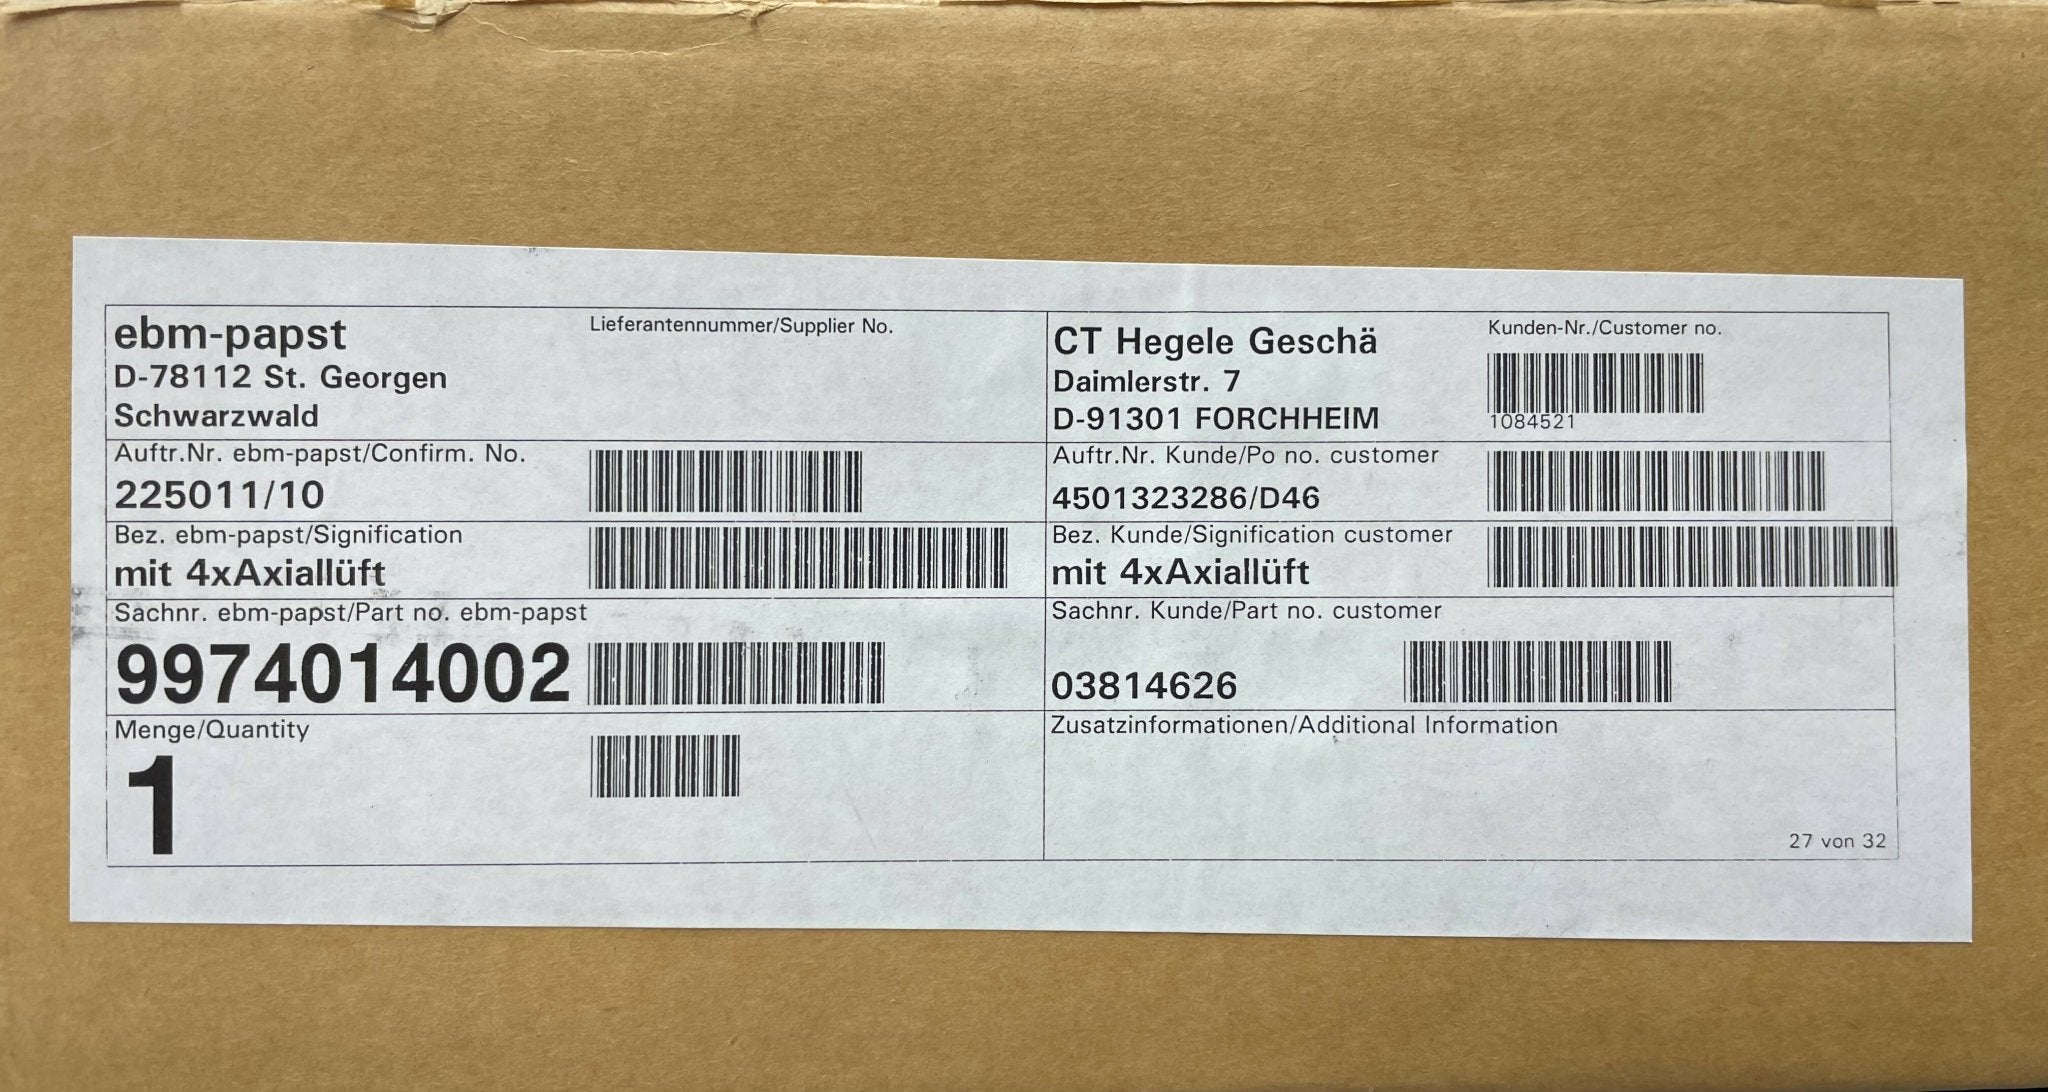 ebm-papst
D-78112 St. Georgen
Schwarzwald
Lieferantennummer/Supplier No.
CT Hegele Geschä
Daimlerstr. 7
D-91301 FORCHHEIM
Kunden-Nr./Customer no.
1084521
Auftr.Nr. ebm-papst/Confirm. No.
225011/10
Auftr.Nr. Kunde/Po no. customer
4501323286/D46
Bez. ebm-papst/Signification
mit 4xAxiallüft
Bez. Kunde/Signification customer
mit 4xAxiallüft
Sachnr. ebm-papst/Part no. ebm-papst
9974014002
Sachnr. Kunde/Part no. customer
03814626
Menge/Quantity
1
Zusatzinformationen/Additional Information
27 von 32